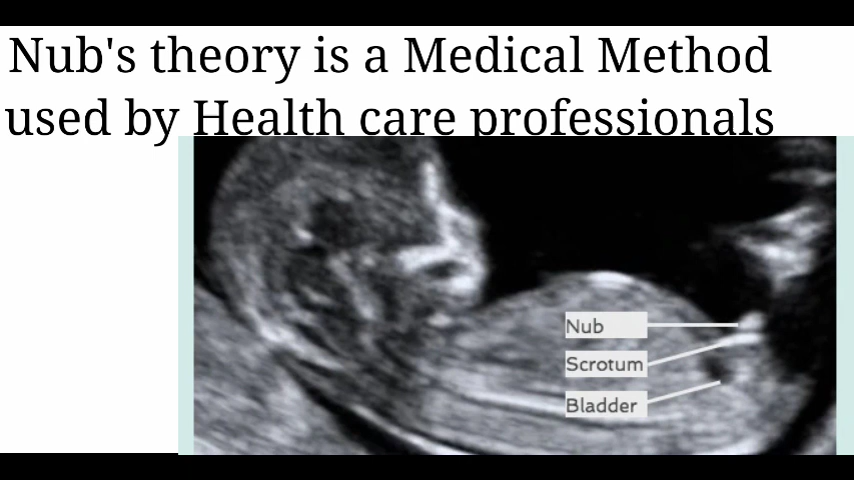 Nub's theory is a Medical Method
used by Health care professionals
Nub
Scrotum
Bladder